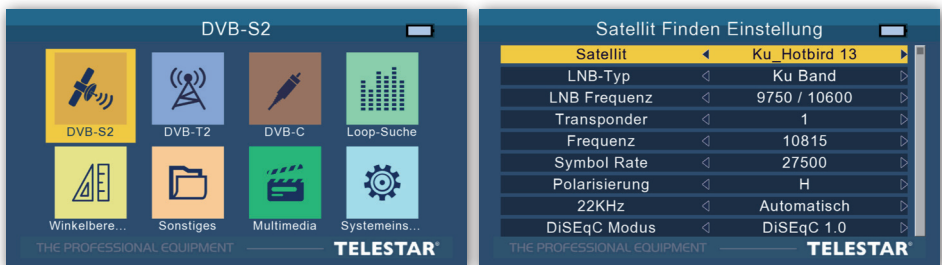 DVB-S2
DVB-S2 DVB-T2 DVB-C Loop-Suche
Winkelbere... Sonstiges Multimedia Systemeins...
THE PROFESSIONAL EQUIPMENT TELESTAR®
Satellit Finden Einstellung
Satellit Ku_Hotbird 13
LNB-Typ Ku Band
LNB Frequenz 9750 / 10600
Transponder 1
Frequenz 10815
Symbol Rate 27500
Polarisierung H
22KHz Automatisch
DiSEqC Modus DiSEqC 1.0
THE PROFESSIONAL EQUIPMENT TELESTAR®